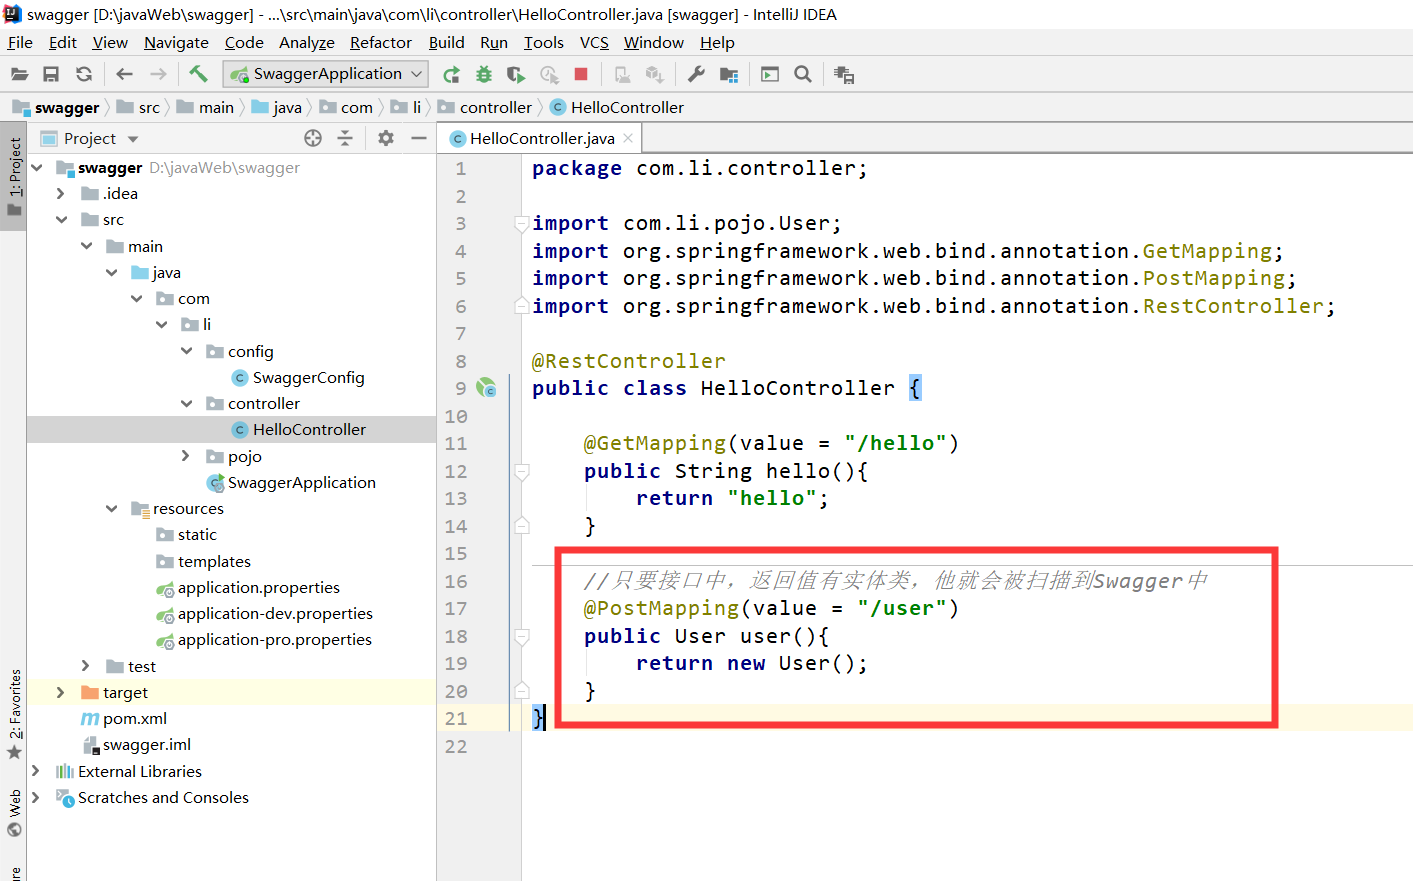 swagger [D:\javaWeb\swagger] - ...\src\main\java\com\li\controller\HelloController.java [swagger] - IntelliJ IDEA
File Edit View Navigate Code Analyze Refactor Build Run Tools VCS Window Help
SwaggerApplication
swagger src main java com li controller HelloController
1: Project
2: Favorites
Web
Project
swagger D:\javaWeb\swagger
.idea
src
main
java
com
li
config
SwaggerConfig
controller
HelloController
pojo
SwaggerApplication
resources
static
templates
application.properties
application-dev.properties
application-pro.properties
test
target
pom.xml
swagger.iml
External Libraries
Scratches and Consoles
HelloController.java
1 package com.li.controller;
2
3 import com.li.pojo.User;
4 import org.springframework.web.bind.annotation.GetMapping;
5 import org.springframework.web.bind.annotation.PostMapping;
6 import org.springframework.web.bind.annotation.RestController;
7
8 @RestController
9 public class HelloController {
10
11 @GetMapping(value = "/hello")
12 public String hello(){
13 return "hello";
14 }
15
16 //只要接口中，返回值有实体类，他就会被扫描到Swagger中
17 @PostMapping(value = "/user")
18 public User user(){
19 return new User();
20 }
21 }
22